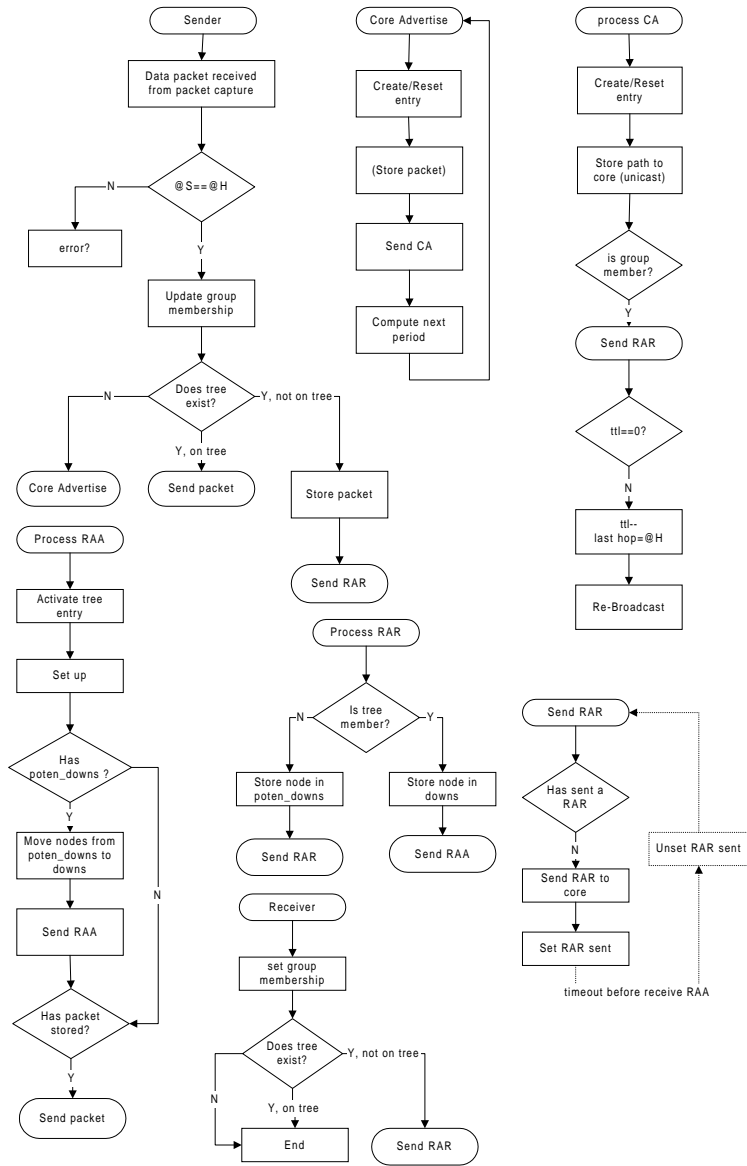 Sender
Data packet received
from packet capture
@S==@H
N
error?
Y
Update group
membership
Does tree
exist?
N
Y, not on tree
Y, on tree
Core Advertise
Send packet
Store packet
Send RAR
Core Advertise
Create/Reset
entry
(Store packet)
Send CA
Compute next
period
process CA
Create/Reset
entry
Store path to
core (unicast)
is group
member?
Y
Send RAR
ttl==0?
N
ttl--
last hop=@H
Re-Broadcast
Process RAA
Activate tree
entry
Set up
Has
poten_downs ?
Y
N
Move nodes from
poten_downs to
downs
Send RAA
Has packet
stored?
Y
Send packet
Process RAR
Is tree
member?
N
Y
Store node in
poten_downs
Store node in
downs
Send RAR
Send RAA
Receiver
set group
membership
Does tree
exist?
Y, not on tree
N
Y, on tree
End
Send RAR
Send RAR
Has sent a
RAR
N
Unset RAR sent
Send RAR to
core
Set RAR sent
timeout before receive RAA